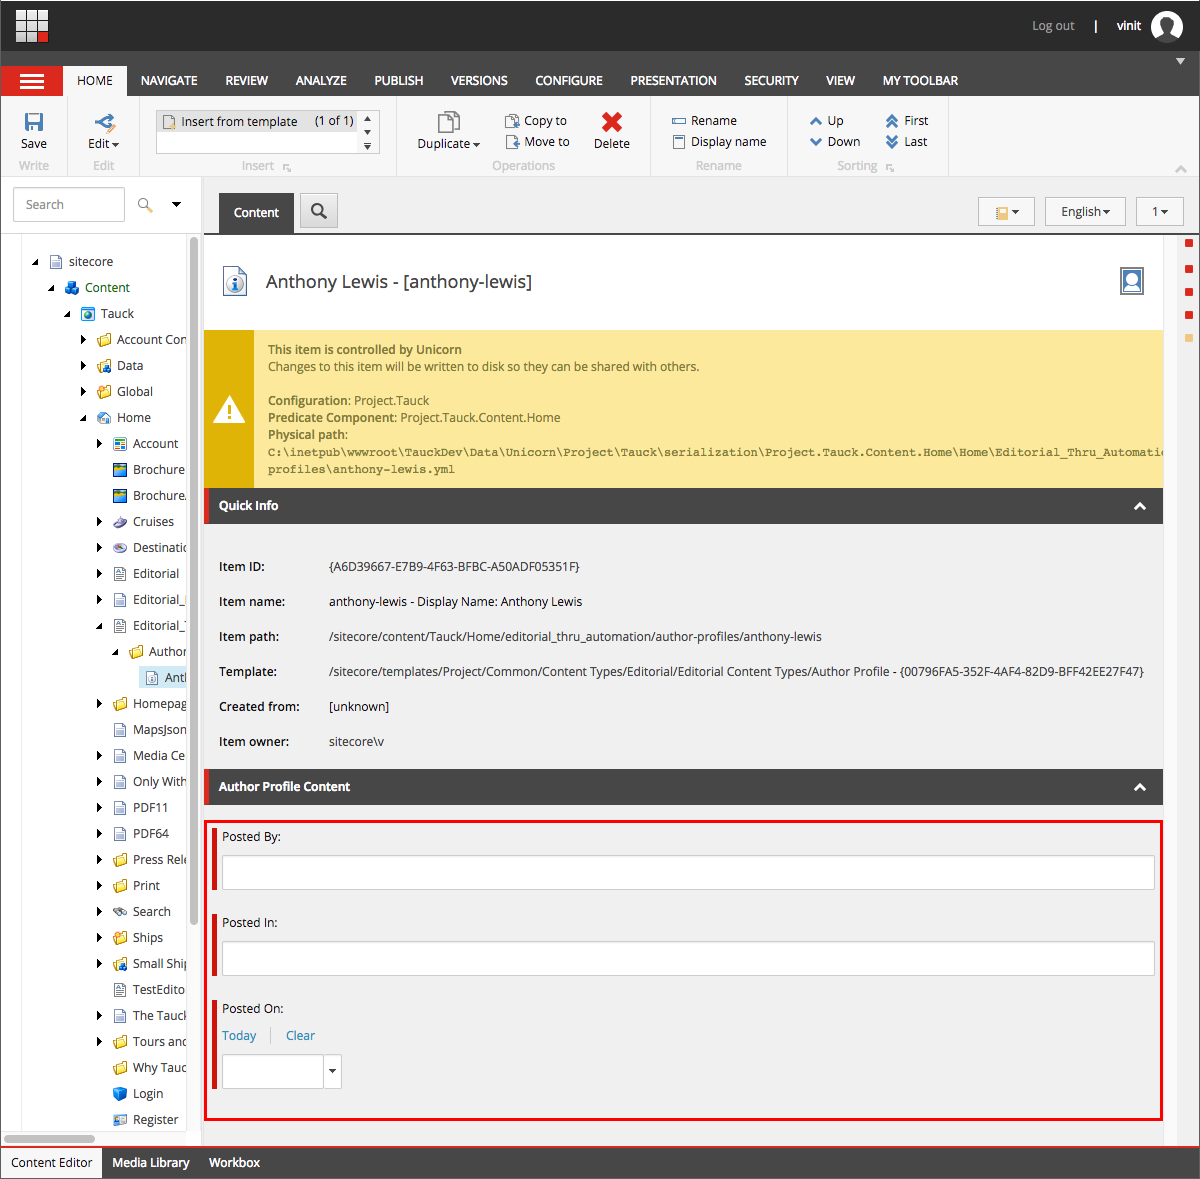 Log out | vinit
HOME NAVIGATE REVIEW ANALYZE PUBLISH VERSIONS CONFIGURE PRESENTATION SECURITY VIEW MY TOOLBAR
Save
Write
Edit
Edit
Insert from template (1 of 1)
Insert
Duplicate
Copy to
Move to
Delete
Operations
Rename
Display name
Rename
Up
Down
First
Last
Sorting
Search
Content
English
1
sitecore
Content
Tauck
Account Con
Data
Global
Home
Account
Brochure
Brochure
Cruises
Destinatio
Editorial
Editorial_
Editorial_
Author
Ant
Homepag
MapsJson
Media Ce
Only With
PDF11
PDF64
Press Rele
Print
Search
Ships
Small Ship
TestEdito
The Tauck
Tours and
Why Tauc
Login
Register
Anthony Lewis - [anthony-lewis]
This item is controlled by Unicorn
Changes to this item will be written to disk so they can be shared with others.
Configuration: Project.Tauck
Predicate Component: Project.Tauck.Content.Home
Physical path:
C:\inetpub\wwwroot\TauckDev\Data\Unicorn\Project\Tauck\serialization\Project.Tauck.Content.Home\Home\Editorial_Thru_Automatio
profiles\anthony-lewis.yml
Quick Info
Item ID: {A6D39667-E7B9-4F63-BFBC-A50ADF05351F}
Item name: anthony-lewis - Display Name: Anthony Lewis
Item path: /sitecore/content/Tauck/Home/editorial_thru_automation/author-profiles/anthony-lewis
Template: /sitecore/templates/Project/Common/Content Types/Editorial/Editorial Content Types/Author Profile - {00796FA5-352F-4AF4-82D9-BFF42EE27F47}
Created from: [unknown]
Item owner: sitecore\v
Author Profile Content
Posted By:
Posted In:
Posted On:
Today Clear
Content Editor Media Library Workbox